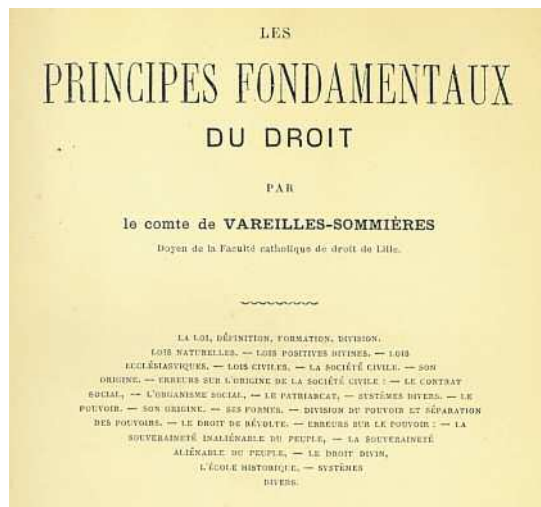 LES
PRINCIPES FONDAMENTAUX
DU DROIT
PAR
le comte de VAREILLES-SOMMIÈRES
Doyen de la Faculté catholique de droit de Lille.
LA LOI, DÉFINITION, FORMATION, DIVISION.
LOIS NATURELLES. — LOIS POSITIVES DIVINES. — LOIS
ECCLÉSIASTIQUES. — LOIS CIVILES. — LA SOCIÉTÉ CIVILE. — SON
ORIGINE. — ERREURS SUR L'ORIGINE DE LA SOCIÉTÉ CIVILE : — LE CONTRAT
SOCIAL, — L'ORGANISME SOCIAL, — LE PATRIARCAT, — SYSTÈMES DIVERS. — LE
POUVOIR. — SON ORIGINE. — SES FORMES. — DIVISION DU POUVOIR ET SÉPARATION
DES POUVOIRS. — LE DROIT DE RÉVOLTE. — ERREURS SUR LE POUVOIR : — LA
SOUVERAINETÉ INALIÉNABLE DU PEUPLE, — LA SOUVERAINETÉ
ALIÉNABLE DU PEUPLE, — LE DROIT DIVIN,
L'ÉCOLE HISTORIQUE, — SYSTÈMES
DIVERS.